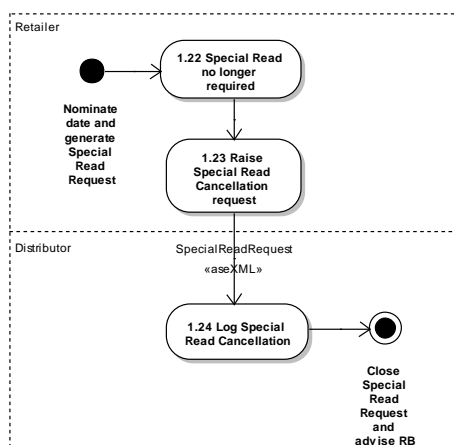 Retailer
1.22 Special Read
no longer
required
Nominate
date and
generate
Special
Read
Request
1.23 Raise
Special Read
Cancellation
request
Distributor
SpecialReadRequest
«aseXML»
1.24 Log Special
Read Cancellation
Close
Special
Read
Request
and
advise RB